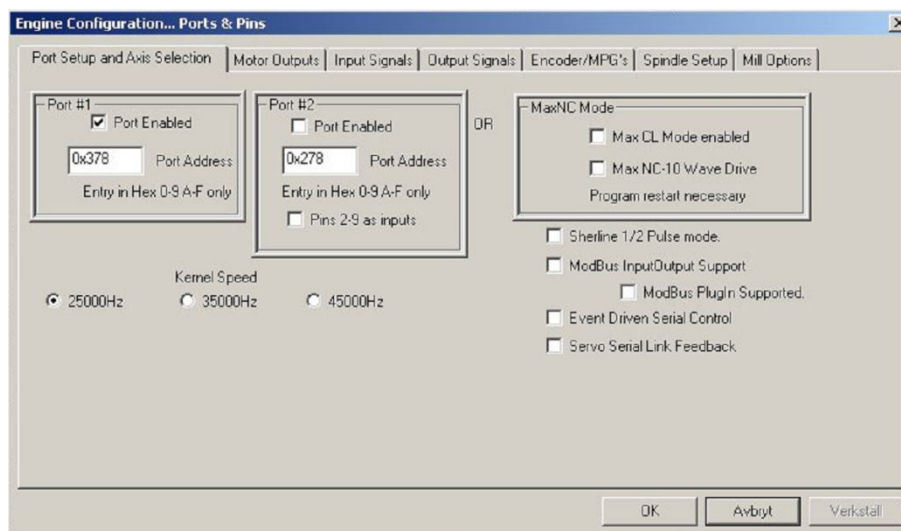 Engine Configuration... Ports & Pins
Port Setup and Axis Selection
Motor Outputs
Input Signals
Output Signals
Encoder/MPG's
Spindle Setup
Mill Options
Port #1
Port Enabled
0x378
Port Address
Entry in Hex 0-9 A-F only
Port #2
Port Enabled
0x278
Port Address
Entry in Hex 0-9 A-F only
Pins 2-9 as inputs
OR
MaxNC Mode
Max CL Mode enabled
Max NC-10 Wave Drive
Program restart necessary
Sherline 1/2 Pulse mode.
ModBus InputOutput Support
ModBus PlugIn Supported.
Event Driven Serial Control
Servo Serial Link Feedback
Kernel Speed
25000Hz
35000Hz
45000Hz
OK
Avbryt
Verkställ